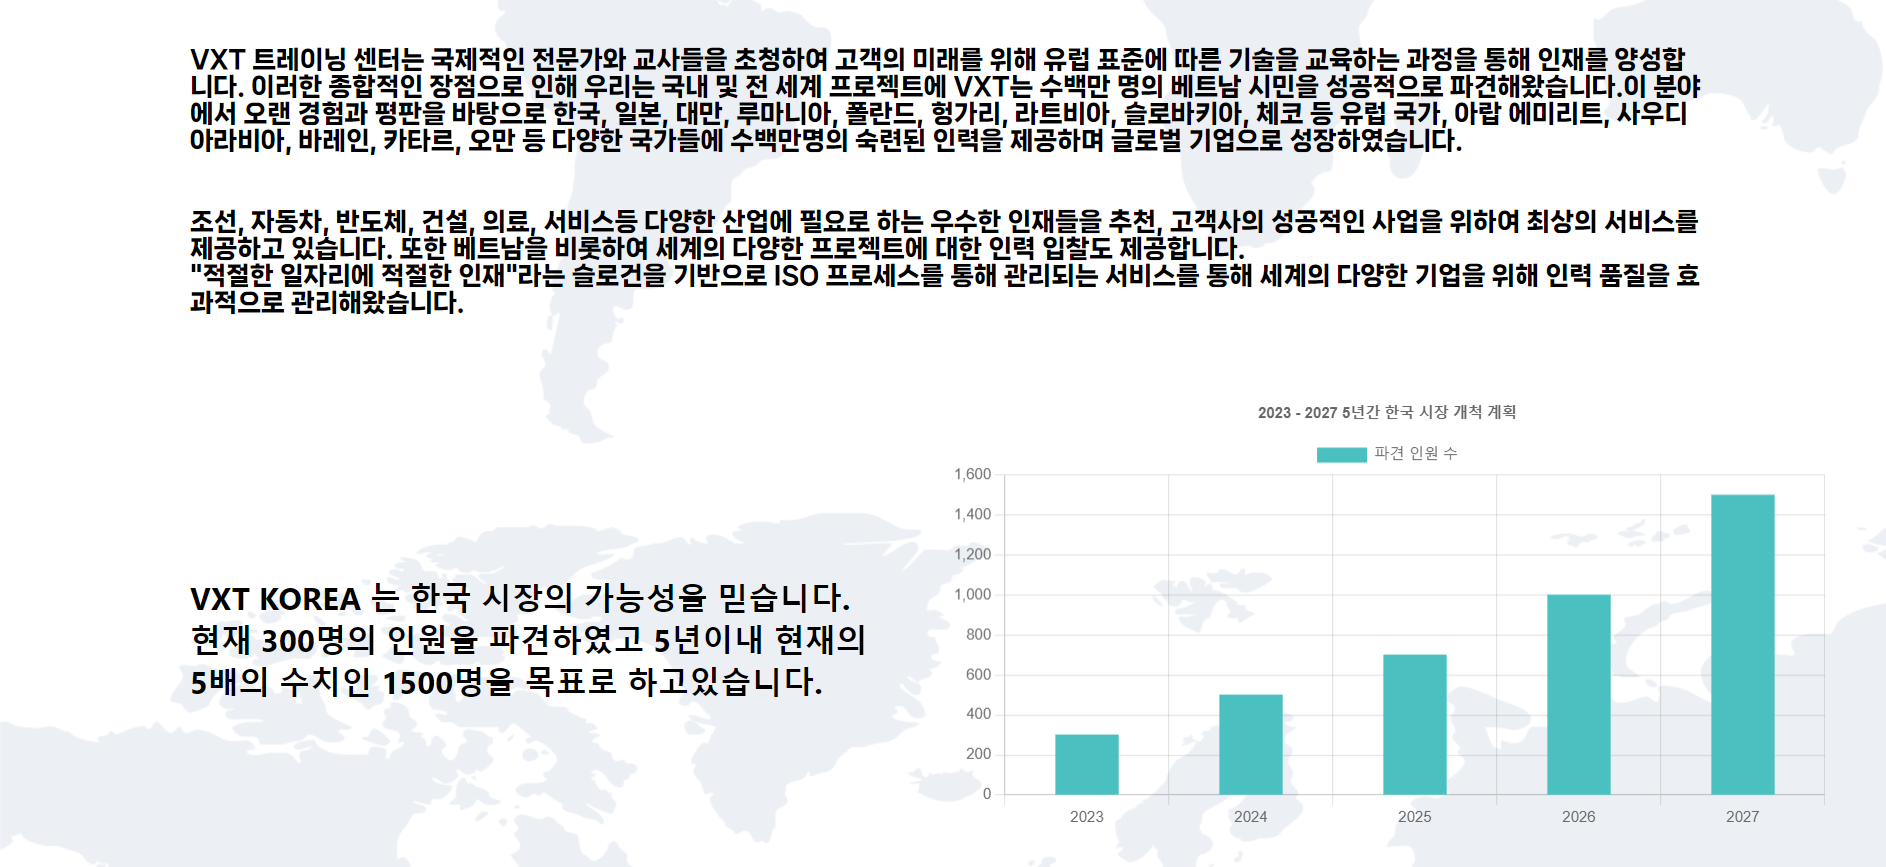 VXT 트레이닝 센터는 국제적인 전문가와 교사들을 초청하여 고객의 미래를 위해 유럽 표준에 따른 기술을 교육하는 과정을 통해 인재를 양성합
니다. 이러한 종합적인 장점으로 인해 우리는 국내 및 전 세계 프로젝트에 VXT는 수백만 명의 베트남 시민을 성공적으로 파견해왔습니다.이 분야
에서 오랜 경험과 평판을 바탕으로 한국, 일본, 대만, 루마니아, 폴란드, 헝가리, 라트비아, 슬로바키아, 체코 등 유럽 국가, 아랍 에미리트, 사우디
아라비아, 바레인, 카타르, 오만 등 다양한 국가들에 수백만명의 숙련된 인력을 제공하며 글로벌 기업으로 성장하였습니다.
조선, 자동차, 반도체, 건설, 의료, 서비스등 다양한 산업에 필요로 하는 우수한 인재들을 추천, 고객사의 성공적인 사업을 위하여 최상의 서비스를
제공하고 있습니다. 또한 베트남을 비롯하여 세계의 다양한 프로젝트에 대한 인력 입찰도 제공합니다.
"적절한 일자리에 적절한 인재"라는 슬로건을 기반으로 ISO 프로세스를 통해 관리되는 서비스를 통해 세계의 다양한 기업을 위해 인력 품질을 효
과적으로 관리해왔습니다.
VXT KOREA 는 한국 시장의 가능성을 믿습니다.
현재 300명의 인원을 파견하였고 5년이내 현재의
5배의 수치인 1500명을 목표로 하고있습니다.
2023 - 2027 5년간 한국 시장 개척 계획
파견 인원 수
1,600
1,400
1,200
1,000
800
600
400
200
0
2023 2024 2025 2026 2027